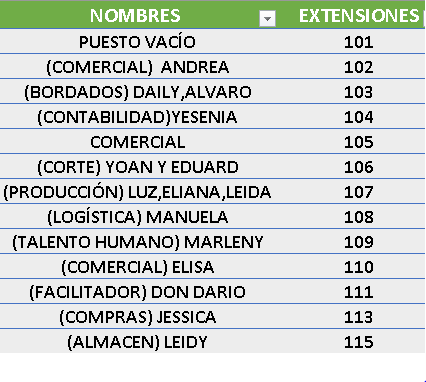 NOMBRES EXTENSIONES
PUESTO VACÍO 101
(COMERCIAL) ANDREA 102
(BORDADOS) DAILY,ALVARO 103
(CONTABILIDAD)YESENIA 104
COMERCIAL 105
(CORTE) YOAN Y EDUARD 106
(PRODUCCIÓN) LUZ,ELIANA,LEIDA 107
(LOGÍSTICA) MANUELA 108
(TALENTO HUMANO) MARLENY 109
(COMERCIAL) ELISA 110
(FACILITADOR) DON DARIO 111
(COMPRAS) JESSICA 113
(ALMACEN) LEIDY 115